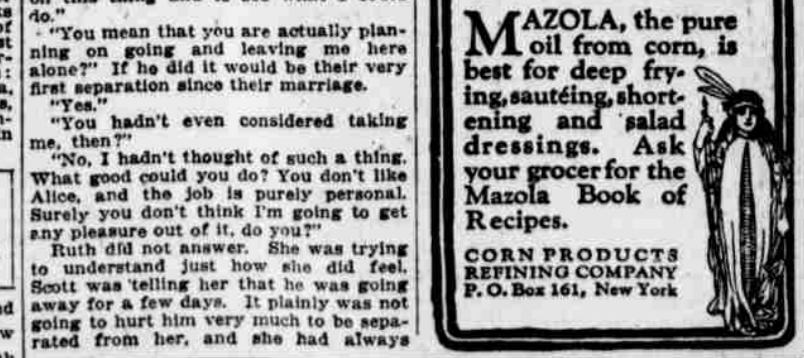 do."
"You mean that you are actually plan-
ning on going and leaving me here
alone?" If he did it would be their very
first separation since their marriage.
"Yes."
"You hadn't even considered taking
me, then?"
"No, I hadn't thought of such a thing.
What good could you do? You don't like
Alice, and the job is purely personal.
Surely you don't think I'm going to get
any pleasure out of it, do you?"
Ruth did not answer. She was trying
to understand just how she did feel.
Scott was telling her that he was going
away for a few days. It plainly was not
going to hurt him very much to be sepa-
rated from her, and she had always
MAZOLA, the pure
oil from corn, is
best for deep fry-
ing, sautéing, short-
ening and salad
dressings. Ask
your grocer for the
Mazola Book of
Recipes.
CORN PRODUCTS
REFINING COMPANY
P. O. Box 161, New York